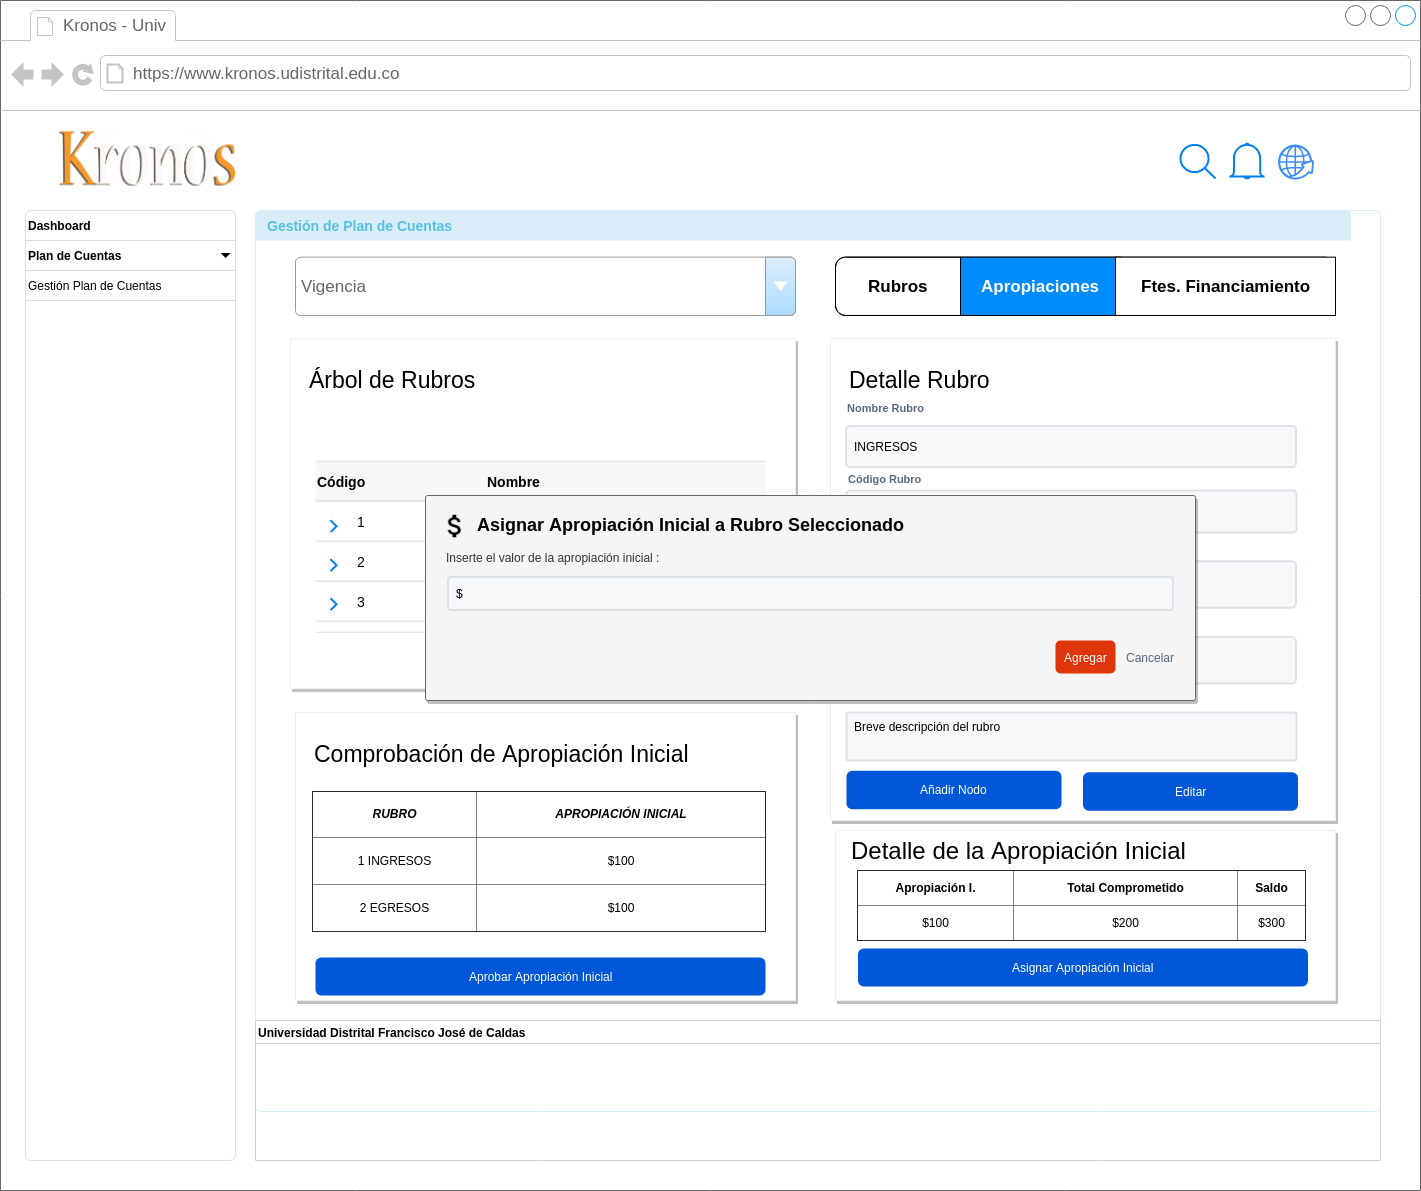 Kronos - Univ
https://www.kronos.udistrital.edu.co
Kronos
Dashboard
Plan de Cuentas
Gestión Plan de Cuentas
Gestión de Plan de Cuentas
Vigencia
Rubros Apropiaciones Ftes. Financiamiento
Árbol de Rubros
Código Nombre
1
2
3
Detalle Rubro
Nombre Rubro
INGRESOS
Código Rubro
Asignar Apropiación Inicial a Rubro Seleccionado
Inserte el valor de la apropiación inicial :
$
Agregar Cancelar
Breve descripción del rubro
Añadir Nodo Editar
Comprobación de Apropiación Inicial
RUBRO APROPIACIÓN INICIAL
1 INGRESOS $100
2 EGRESOS $100
Aprobar Apropiación Inicial
Detalle de la Apropiación Inicial
Apropiación I. Total Comprometido Saldo
$100 $200 $300
Asignar Apropiación Inicial
Universidad Distrital Francisco José de Caldas